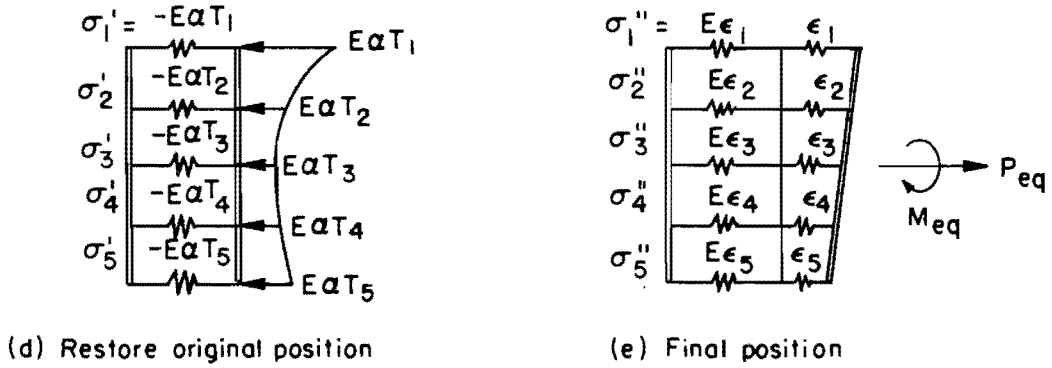 σ₁' = -EαT₁
EαT₁
σ₂' -EαT₂
EαT₂
σ₃' -EαT₃
EαT₃
σ₄' -EαT₄
EαT₄
σ₅' -EαT₅
EαT₅
(d) Restore original position
σ₁" = Eϵ₁ ϵ₁
σ₂" Eϵ₂ ϵ₂
σ₃" Eϵ₃ ϵ₃
σ₄" Eϵ₄ ϵ₄
σ₅" Eϵ₅ ϵ₅
Peq
Meq
(e) Final position